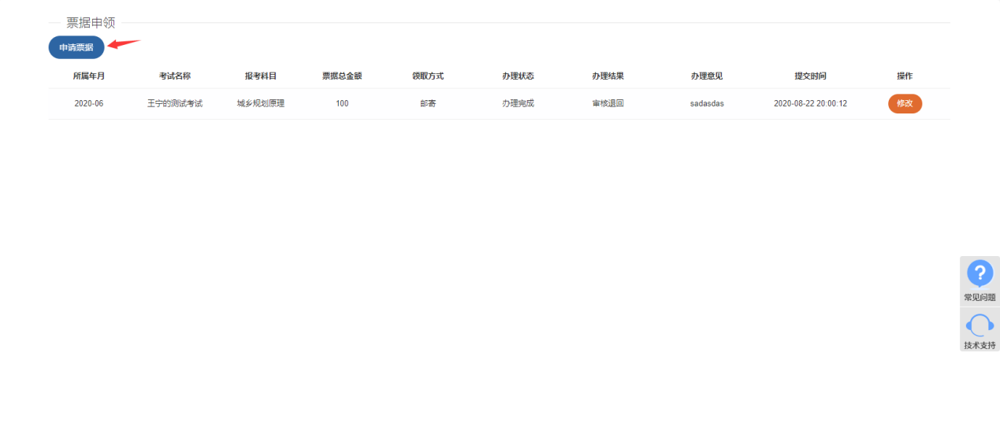 票据申领
申请票据
所属年月 考试名称 报考科目 票据总金额 领取方式 办理状态 办理结果 办理意见 提交时间 操作
2020-06 王宁的测试考试 城乡规划原理 100 邮寄 办理完成 审核退回 sadasdas 2020-08-22 20:00:12 修改
常见问题
技术支持